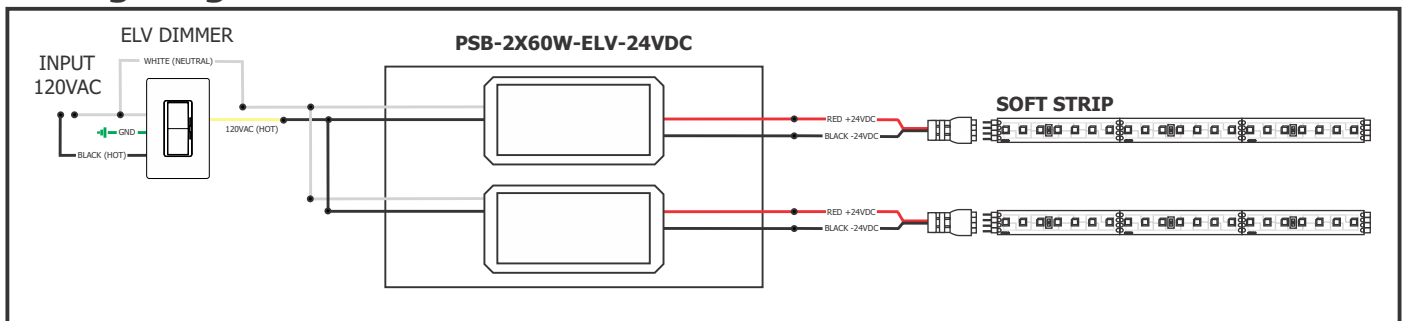 ELV DIMMER
INPUT
120VAC
WHITE (NEUTRAL)
GND
BLACK (HOT)
120VAC (HOT)
PSB-2X60W-ELV-24VDC
RED +24VDC
BLACK -24VDC
SOFT STRIP
RED +24VDC
BLACK -24VDC